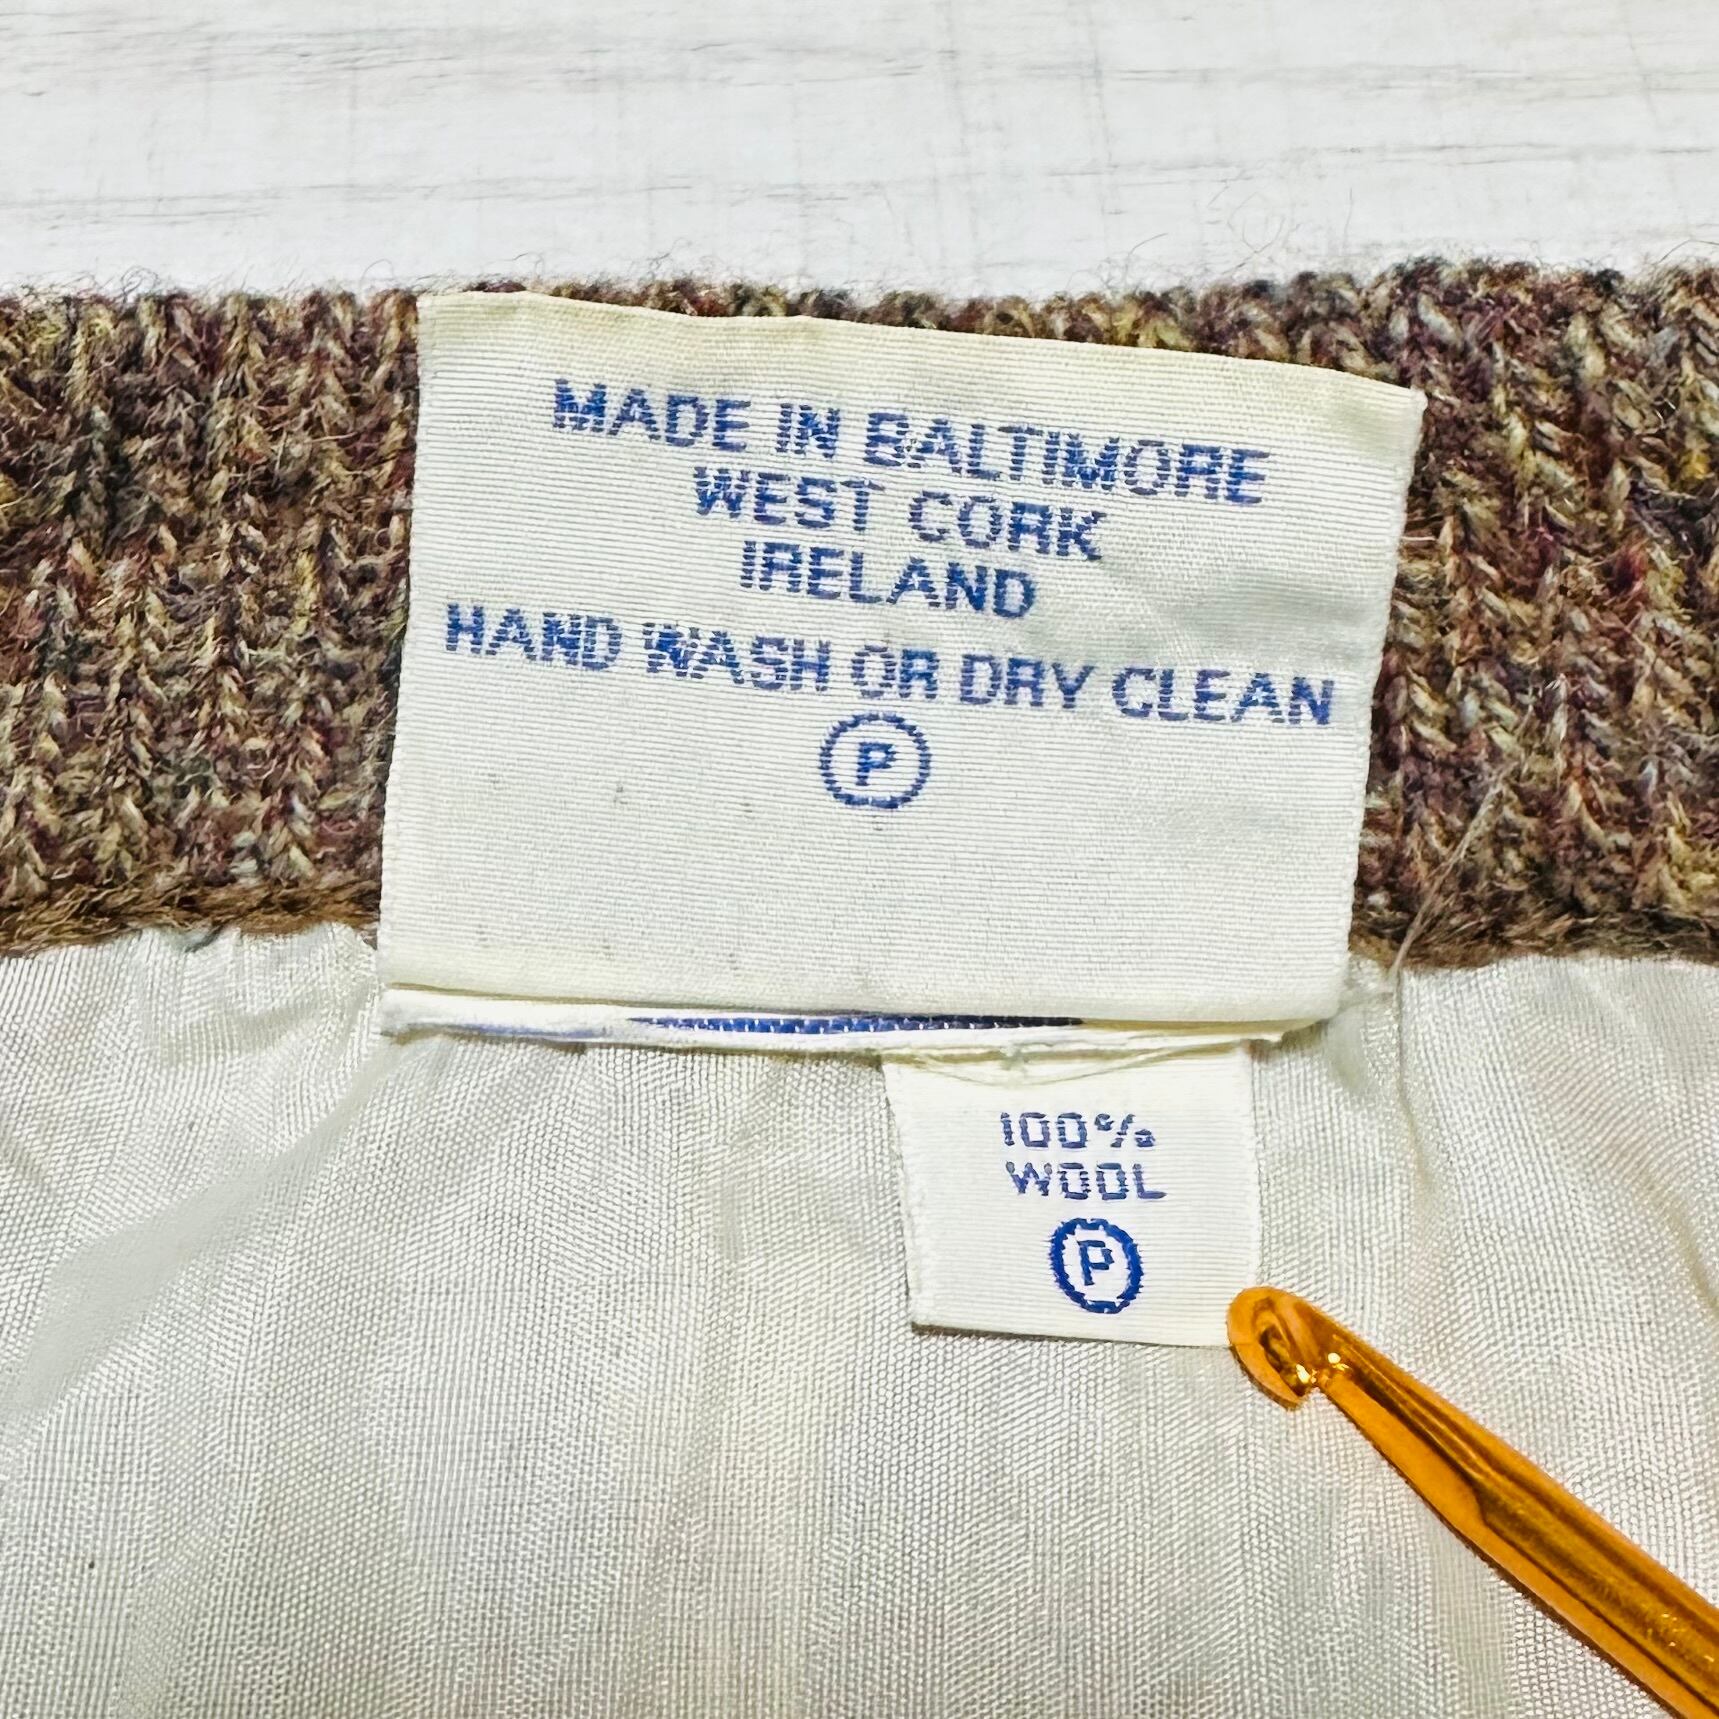 MADE IN BALTIMORE
WEST CORK
IRELAND
HAND WASH OR DRY CLEAN
P
100%
WOOL
P